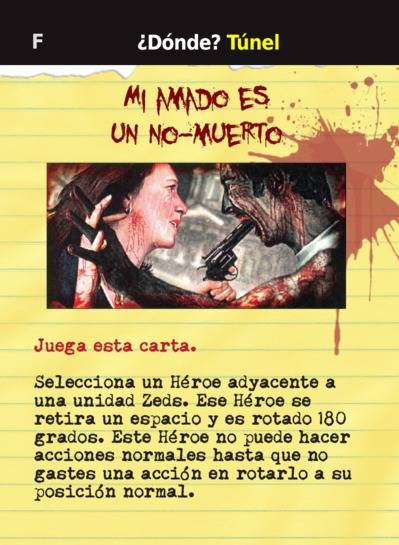 F
¿Dónde? Túnel
MI AMADO ES
UN NO-MUERTO
Juega esta carta.
Selecciona un Héroe adyacente a
una unidad Zeds. Ese Héroe se
retira un espacio y es rotado 180
grados. Este Héroe no puede hacer
acciones normales hasta que no
gastes una acción en rotarlo a su
posición normal.